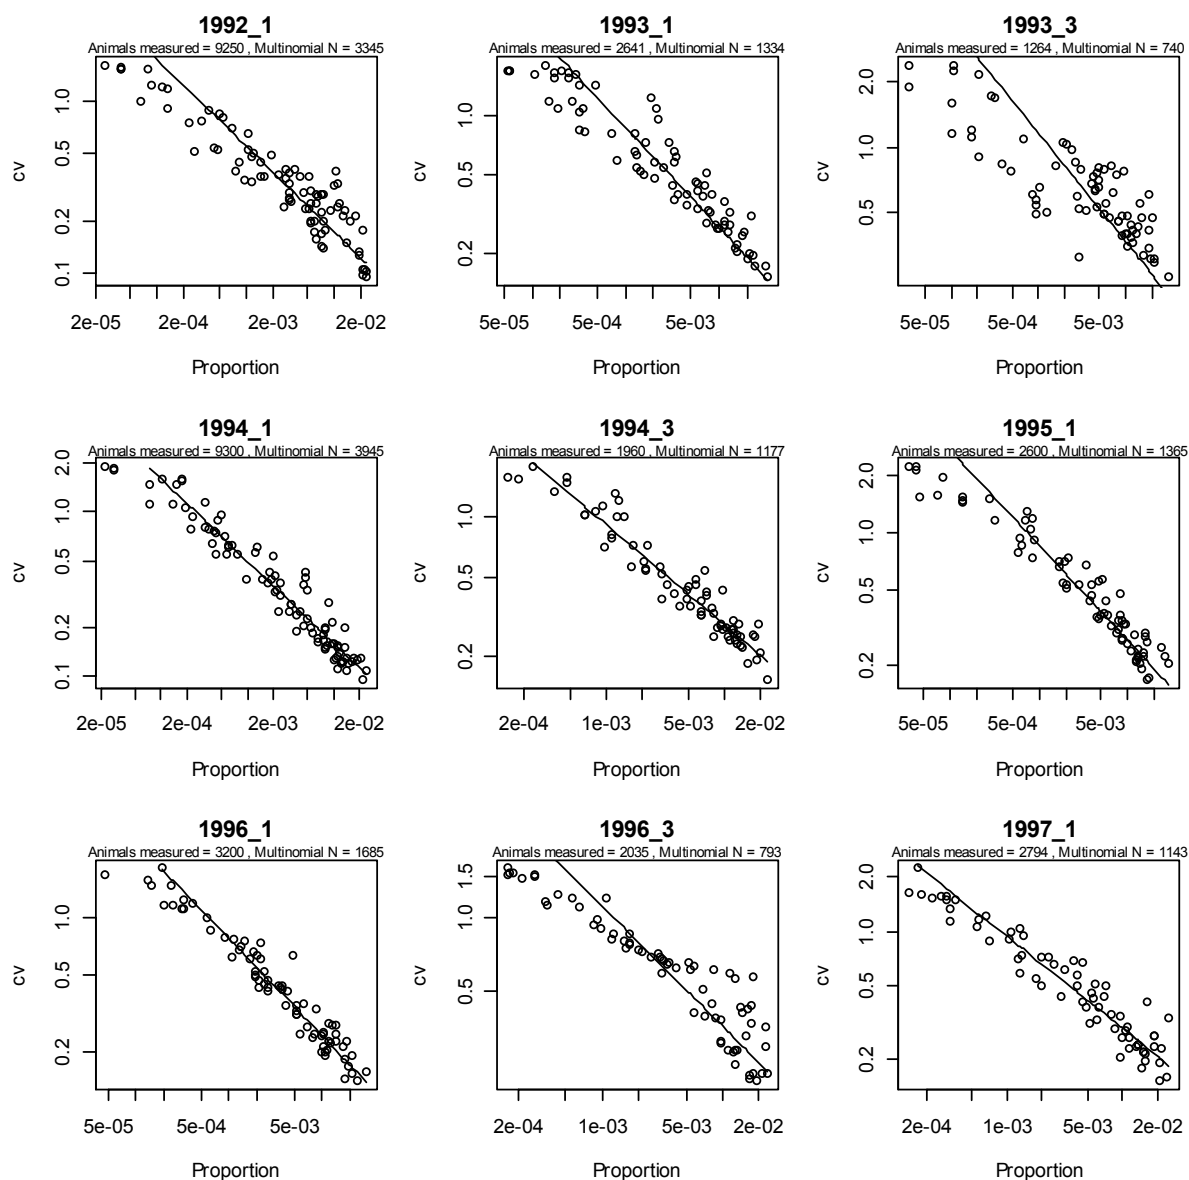 1992_1 1993_1 1993_3
Animals measured = 9250 , Multinomial N = 3345 Animals measured = 2641 , Multinomial N = 1334 Animals measured = 1264 , Multinomial N = 740
cv 0.1 0.2 0.5 1.0
2e-05 2e-04 2e-03 2e-02
Proportion
cv 0.2 0.5 1.0
5e-05 5e-04 5e-03
Proportion
cv 0.5 1.0 2.0
5e-05 5e-04 5e-03
Proportion
1994_1 1994_3 1995_1
Animals measured = 9300 , Multinomial N = 3945 Animals measured = 1960 , Multinomial N = 1177 Animals measured = 2600 , Multinomial N = 1365
cv 0.1 0.2 0.5 1.0 2.0
2e-05 2e-04 2e-03 2e-02
Proportion
cv 0.2 0.5 1.0
2e-04 1e-03 5e-03 2e-02
Proportion
cv 0.2 0.5 1.0 2.0
5e-05 5e-04 5e-03
Proportion
1996_1 1996_3 1997_1
Animals measured = 3200 , Multinomial N = 1685 Animals measured = 2035 , Multinomial N = 793 Animals measured = 2794 , Multinomial N = 1143
cv 0.2 0.5 1.0
5e-05 5e-04 5e-03
Proportion
cv 0.5 1.0 1.5
2e-04 1e-03 5e-03 2e-02
Proportion
cv 0.2 0.5 1.0 2.0
2e-04 1e-03 5e-03 2e-02
Proportion